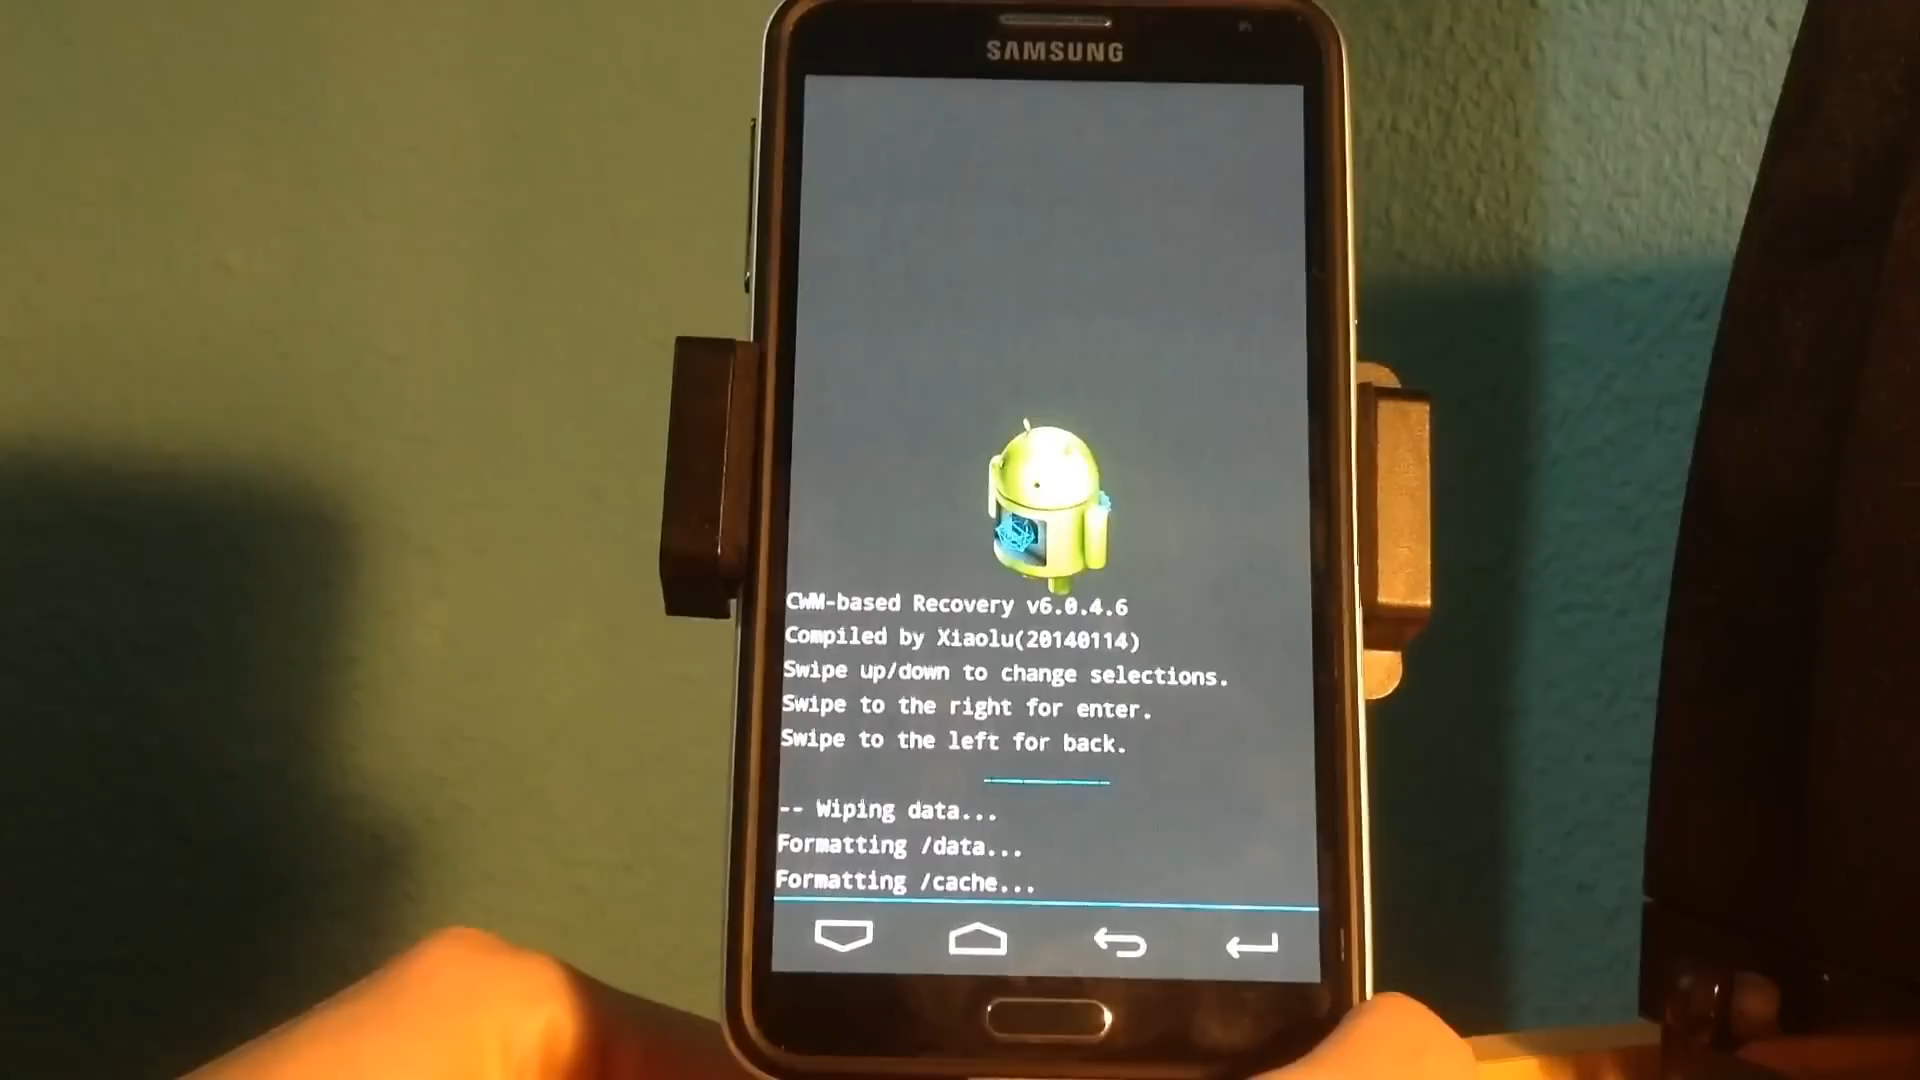 SAMSUNG
CWM-based Recovery v6.0.4.6
Compiled by Xiaolu(20140114)
Swipe up/down to change selections.
Swipe to the right for enter.
Swipe to the left for back.
-- Wiping data...
Formatting /data...
Formatting /cache...